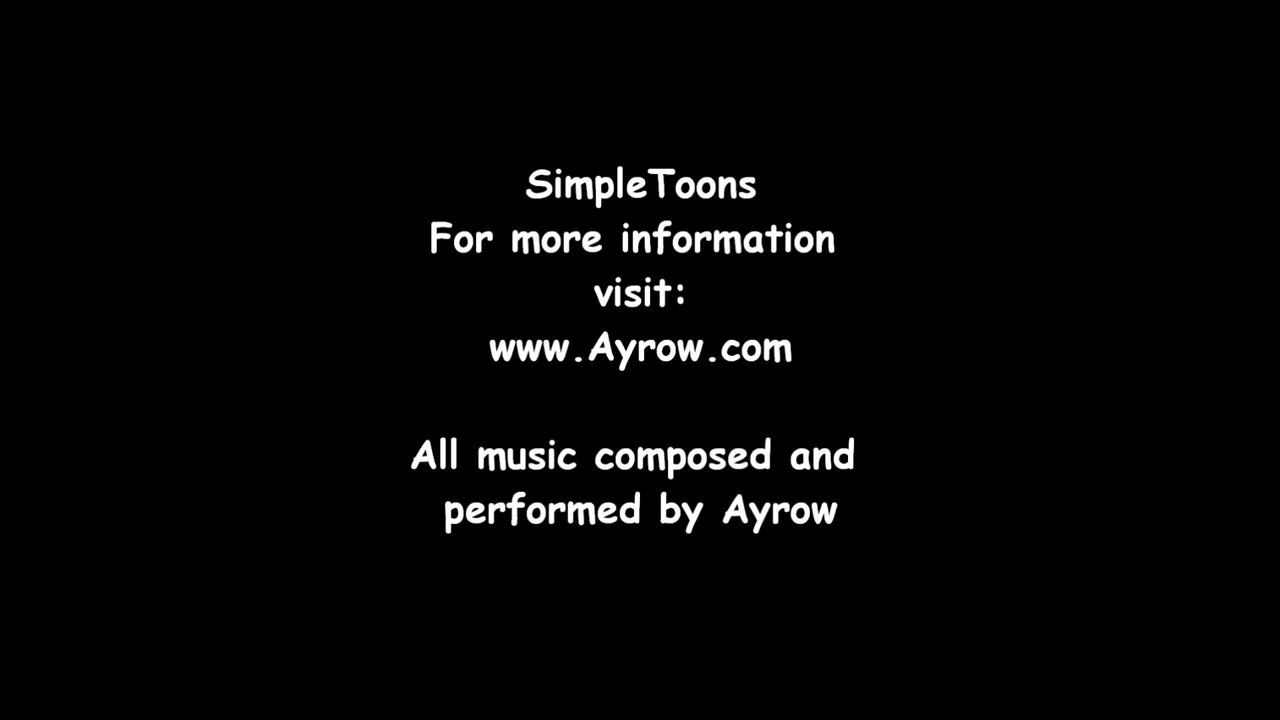 SimpleToons
For more information
visit:
www.Ayrow.com
All music composed and
performed by Ayrow